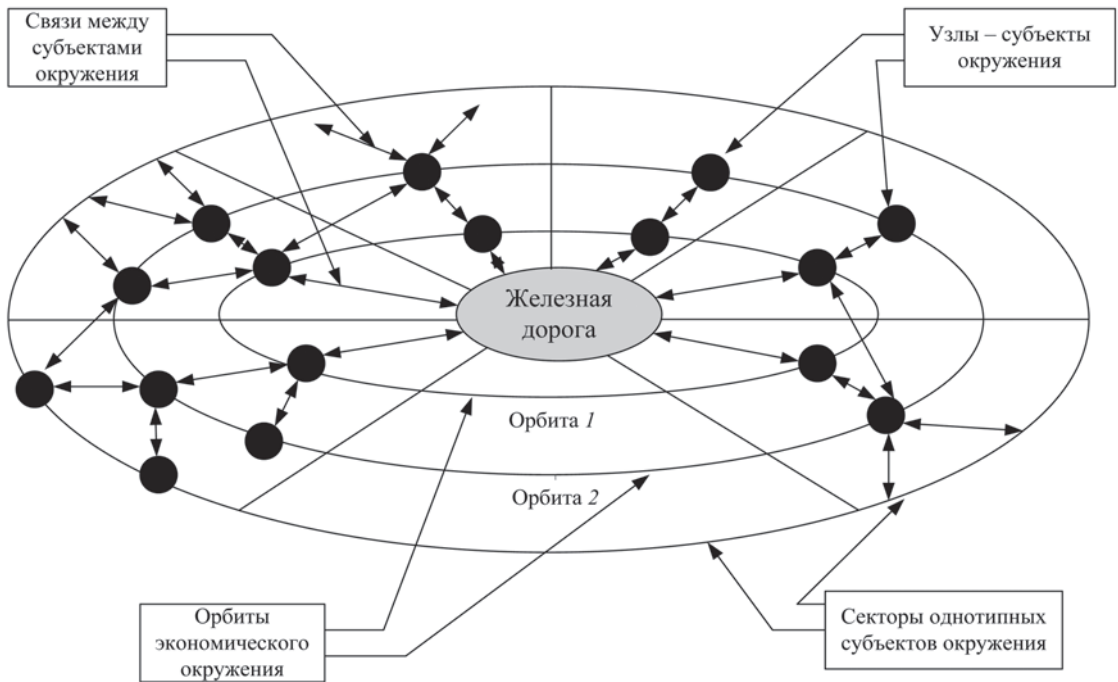 Связи между
субъектами
окружения
Узлы – субъекты
окружения
Железная
дорога
Орбита 1
Орбита 2
Орбиты
экономического
окружения
Секторы однотипных
субъектов окружения